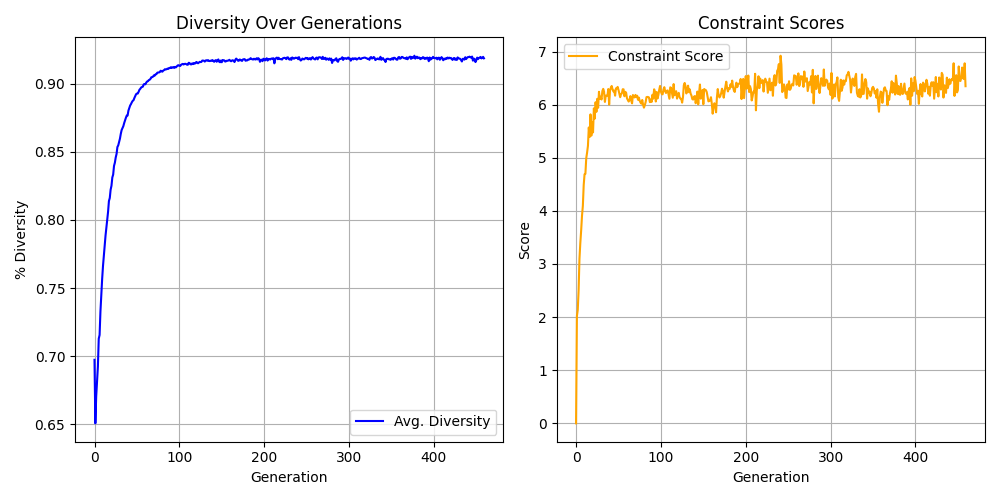 Diversity Over Generations
% Diversity
0.90
0.85
0.80
0.75
0.70
0.65
0 100 200 300 400
Generation
Avg. Diversity
Constraint Scores
Score
7
6
5
4
3
2
1
0
0 100 200 300 400
Generation
Constraint Score